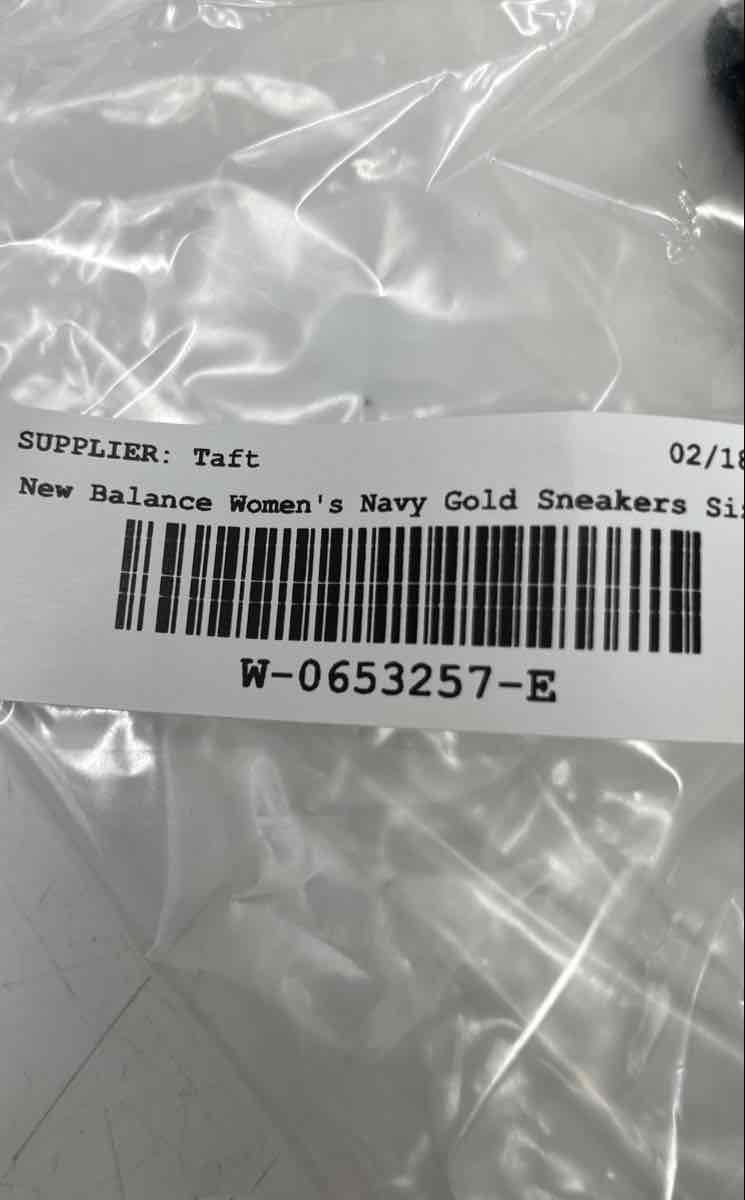 SUPPLIER: Taft 02/18
New Balance Women's Navy Gold Sneakers
W-0653257-E